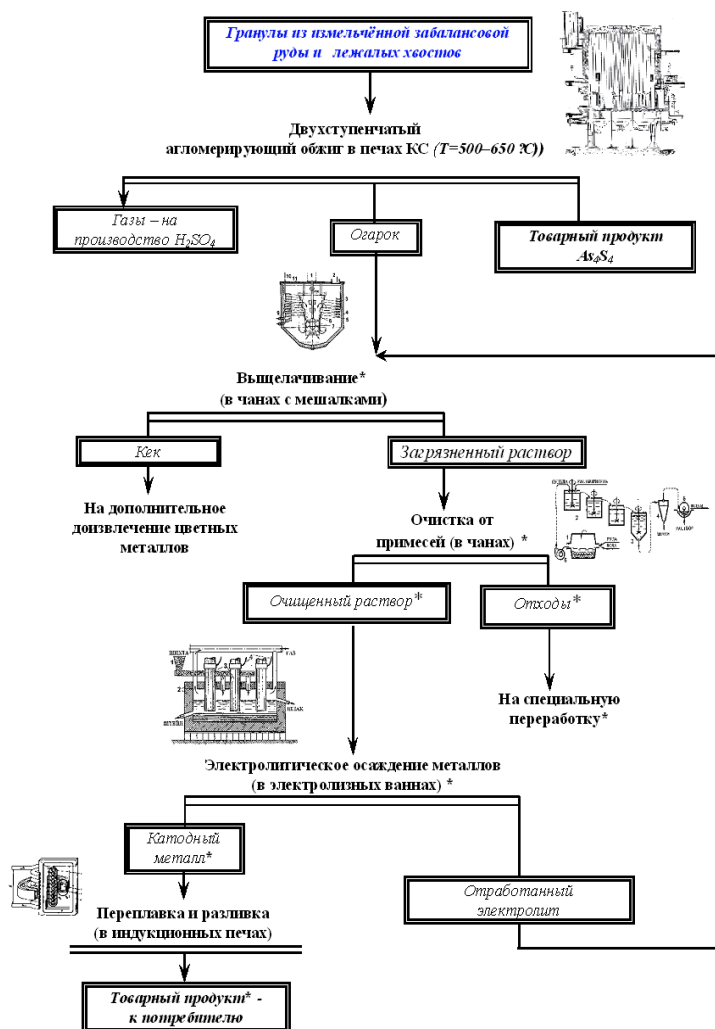 Гранулы из измельчённой забалансовой
руды и лежалых хвостов
Двухступенчатый
агломерирующий обжиг в печах КС (T=500–650 ?С))
Газы – на
производство H₂SO₄
Огарок
Товарный продукт
As₄S₄
Выщелачивание*
(в чанах с мешалками)
Кек
Загрязненный раствор
На дополнительное
доизвлечение цветных
металлов
Очистка от
примесей (в чанах) *
Очищенный раствор*
Отходы*
На специальную
переработку*
ГАЗ
ШТЕЙН
Электролитическое осаждение металлов
(в электролизных ваннах) *
Катодный
металл*
Отработанный
электролит
Переплавка и разливка
(в индукционных печах)
Товарный продукт* -
к потребителю